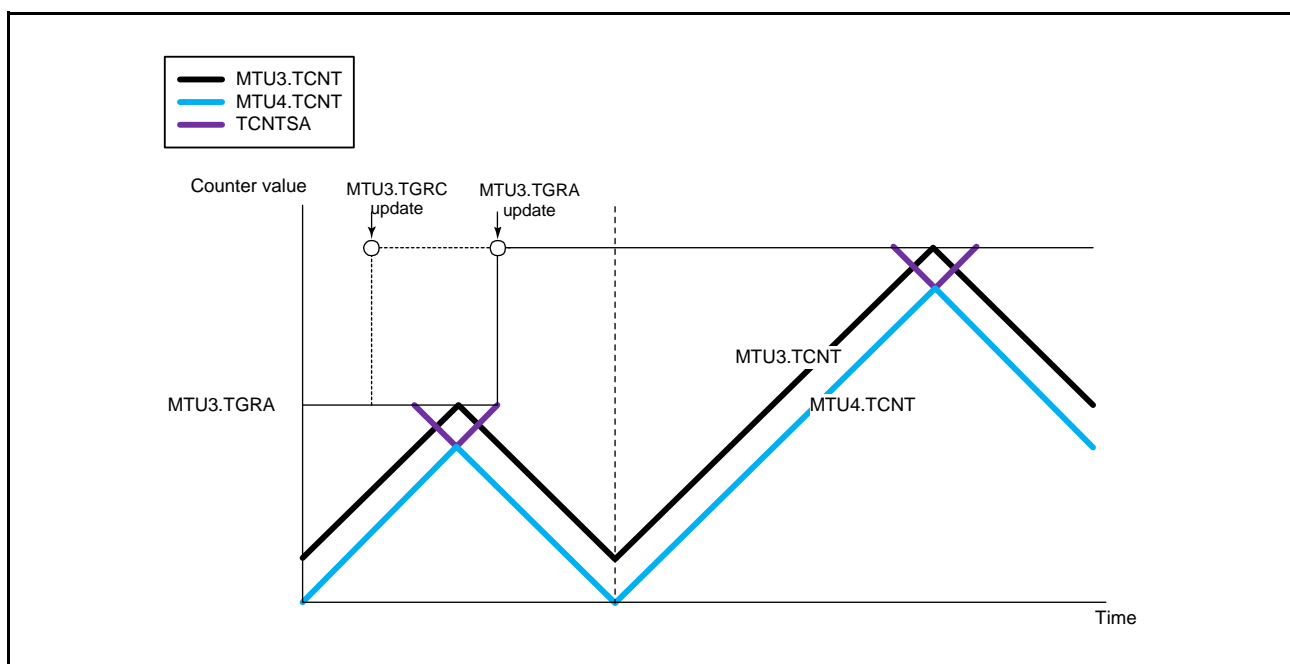 MTU3.TCNT
MTU4.TCNT
TCNTSA
Counter value
MTU3.TGRC
update
MTU3.TGRA
update
MTU3.TCNT
MTU3.TGRA
MTU4.TCNT
Time